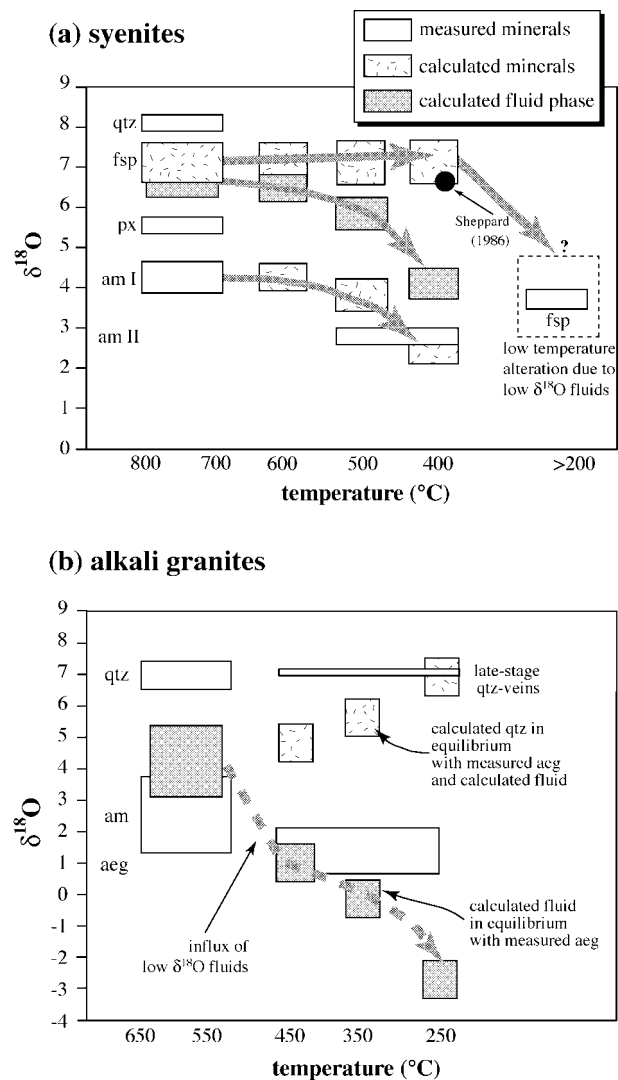 (a) syenites
measured minerals
calculated minerals
calculated fluid phase
9
8
7
6
5
4
3
2
1
0
δ18O
qtz
fsp
px
am I
am II
Sheppard
(1986)
?
fsp
low temperature
alteration due to
low δ18O fluids
800
700
600
500
400
>200
temperature (°C)
(b) alkali granites
9
8
7
6
5
4
3
2
1
0
-1
-2
-3
-4
δ18O
qtz
am
aeg
late-stage
qtz-veins
calculated qtz in
equilibrium
with measured aeg
and calculated fluid
influx of
low δ18O fluids
calculated fluid
in equilibrium
with measured aeg
650
550
450
350
250
temperature (°C)